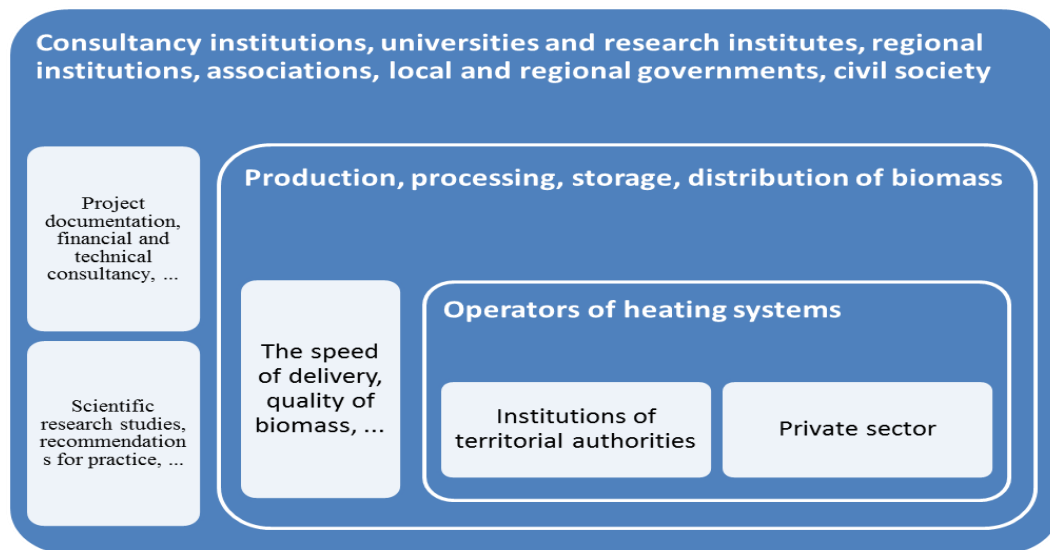 Consultancy institutions, universities and research institutes, regional
institutions, associations, local and regional governments, civil society
Project
documentation,
financial and
technical
consultancy, ...
Scientific
research studies,
recommendation
s for practice, ...
Production, processing, storage, distribution of biomass
The speed
of delivery,
quality of
biomass, ...
Operators of heating systems
Institutions of
territorial authorities
Private sector